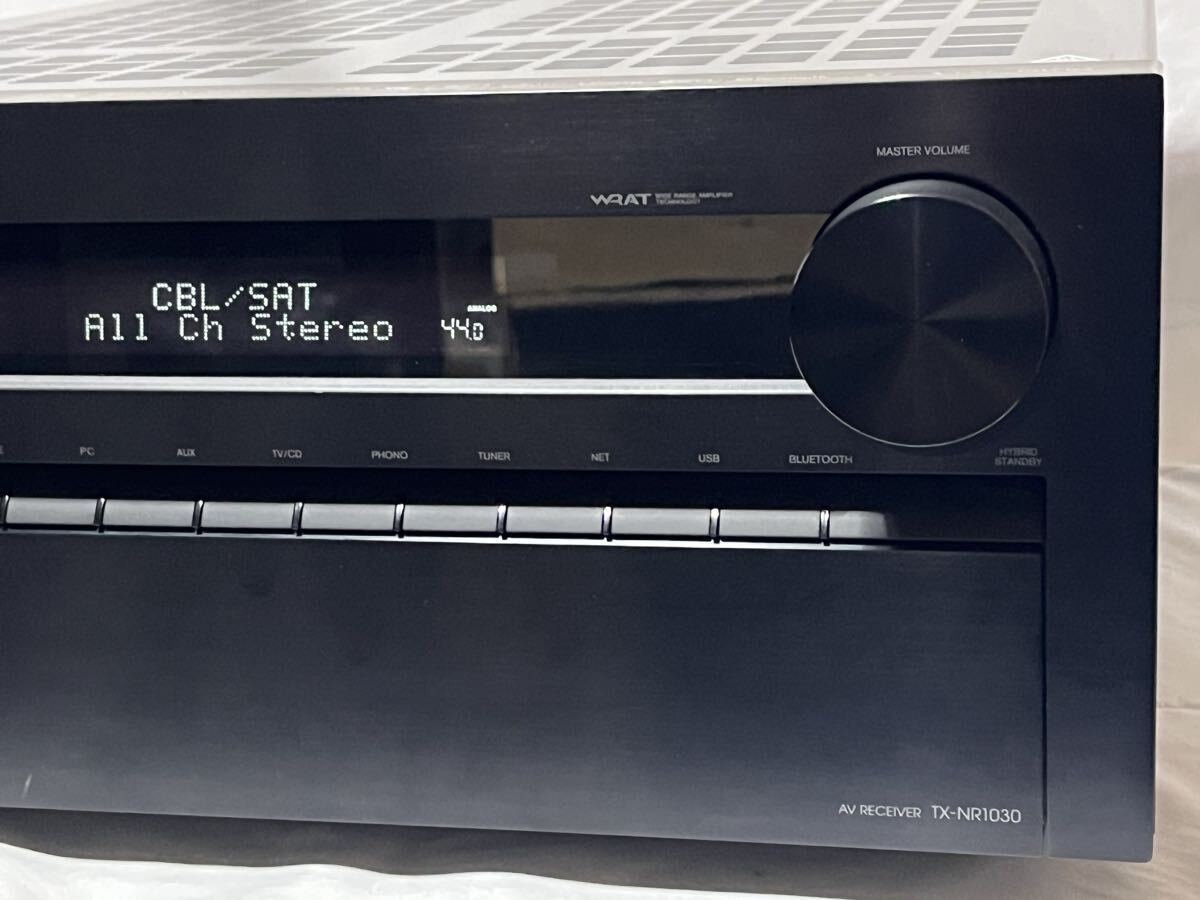 MASTER VOLUME
WRAT WIDE RANGE AMPLIFIER
TECHNOLOGY
CBL/SAT
ANALOG
All Ch Stereo 44.0
PC AUX TV/CD PHONO TUNER NET USB BLUETOOTH
HYBRID
STANDBY
AV RECEIVER TX-NR1030